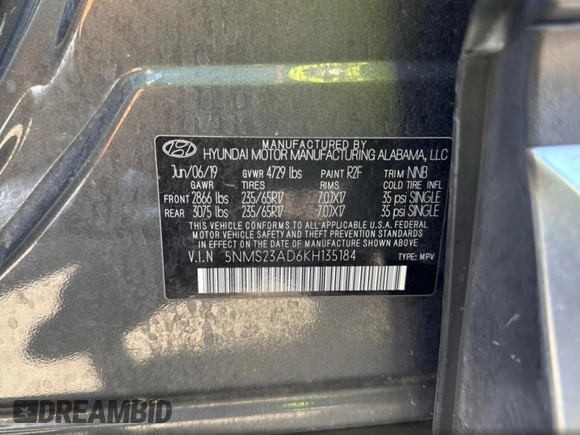 MANUFACTURED BY
HYUNDAI MOTOR MANUFACTURING ALABAMA, LLC
Jun/06/19 GVWR 4729 lbs PAINT R2F TRIM NNB
GAWR TIRES RIMS COLD TIRE INFL
FRONT 2866 lbs 235/65R17 7.0JX17 35 psi SINGLE
REAR 3075 lbs 235/65R17 7.0JX17 35 psi SINGLE
THIS VEHICLE CONFORMS TO ALL APPLICABLE U.S.A. FEDERAL
MOTOR VEHICLE SAFETY, BUMPER, AND THEFT PREVENTION
STANDARDS IN EFFECT ON THE DATE OF MANUFACTURE SHOWN ABOVE.
V.I.N 5NMS23AD6KH135184 TYPE: MPV
DREAMBID